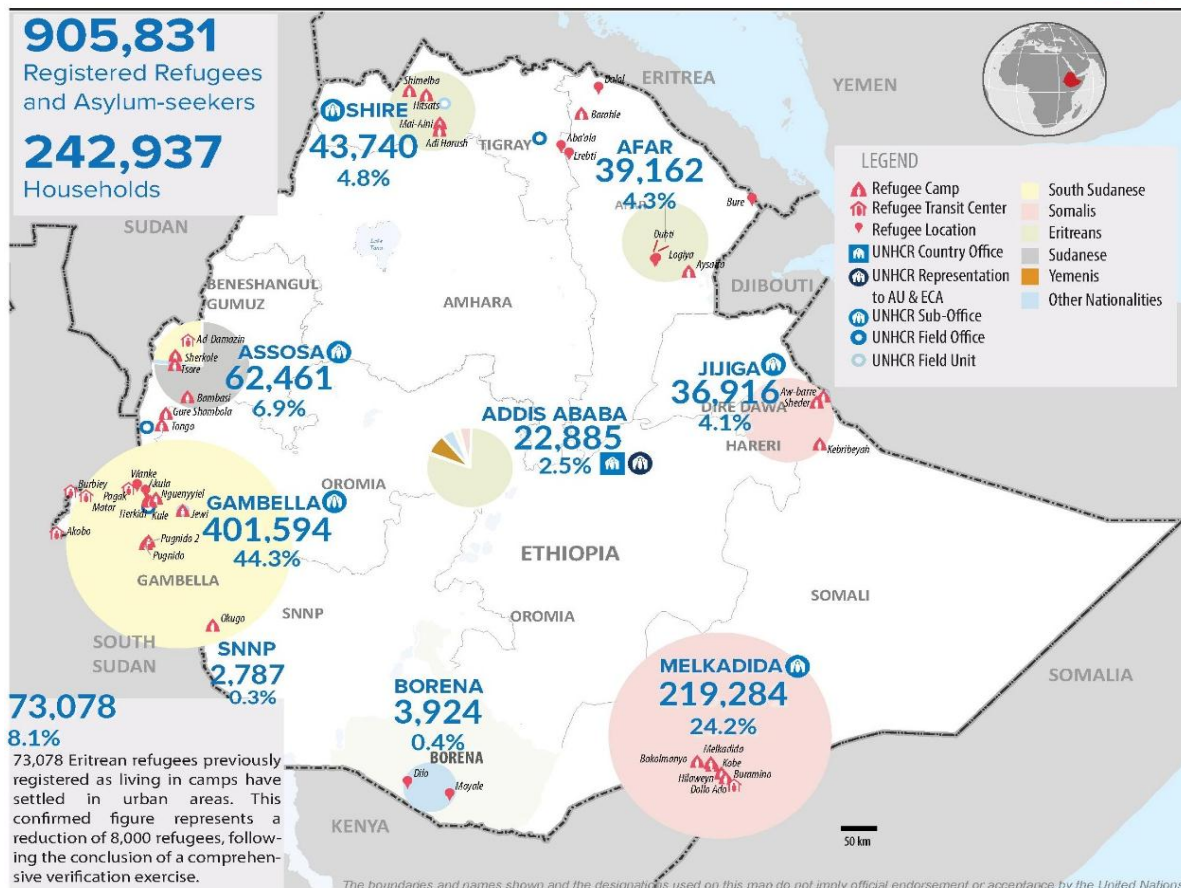 905,831
Registered Refugees
and Asylum-seekers
242,937
Households
ERITREA
YEMEN
SUDAN
DJIBOUTI
SOMALIA
KENYA
SOUTH
SUDAN
LEGEND
Refugee Camp
Refugee Transit Center
Refugee Location
UNHCR Country Office
UNHCR Representation
to AU & ECA
UNHCR Sub-Office
UNHCR Field Office
UNHCR Field Unit
South Sudanese
Somalis
Eritreans
Sudanese
Yemenis
Other Nationalities
Shimelba
Hitsats
Mai-Aini
Adi Harush
SHIRE
43,740
4.8%
TIGRAY
Dalol
Barahle
Aba'ala
Erebti
AFAR
39,162
4.3%
Bure
Dubti
Logiya
Aysaita
Lake
Tana
BENESHANGUL
GUMUZ
AMHARA
Ad Damazin
Sherkole
Tsore
Bambasi
Gure Shambola
Tongo
ASSOSA
62,461
6.9%
JIJIGA
36,916
4.1%
DIRE DAWA
HARERI
Aw-barre
Sheder
Kebribeyah
ADDIS ABABA
22,885
2.5%
OROMIA
Wanke
Akula
Burbiey
Pagak
Nguenyyiel
Matar
Kule
Jewi
Akobo
Pugnido 2
Pugnido
GAMBELLA
401,594
44.3%
GAMBELLA
Okugo
ETHIOPIA
SOMALI
SNNP
OROMIA
SNNP
2,787
0.3%
BORENA
3,924
0.4%
BORENA
Dilo
Moyale
MELKADIDA
219,284
24.2%
Melkadida
Bokolmanyo
Kobe
Hilaweyn
Buramino
Dollo Ado
73,078
8.1%
73,078 Eritrean refugees previously
registered as living in camps have
settled in urban areas. This
confirmed figure represents a
reduction of 8,000 refugees, follow-
ing the conclusion of a comprehen-
sive verification exercise.
50 km
The boundaries and names shown and the designations used on this map do not imply official endorsement or acceptance by the United Nations